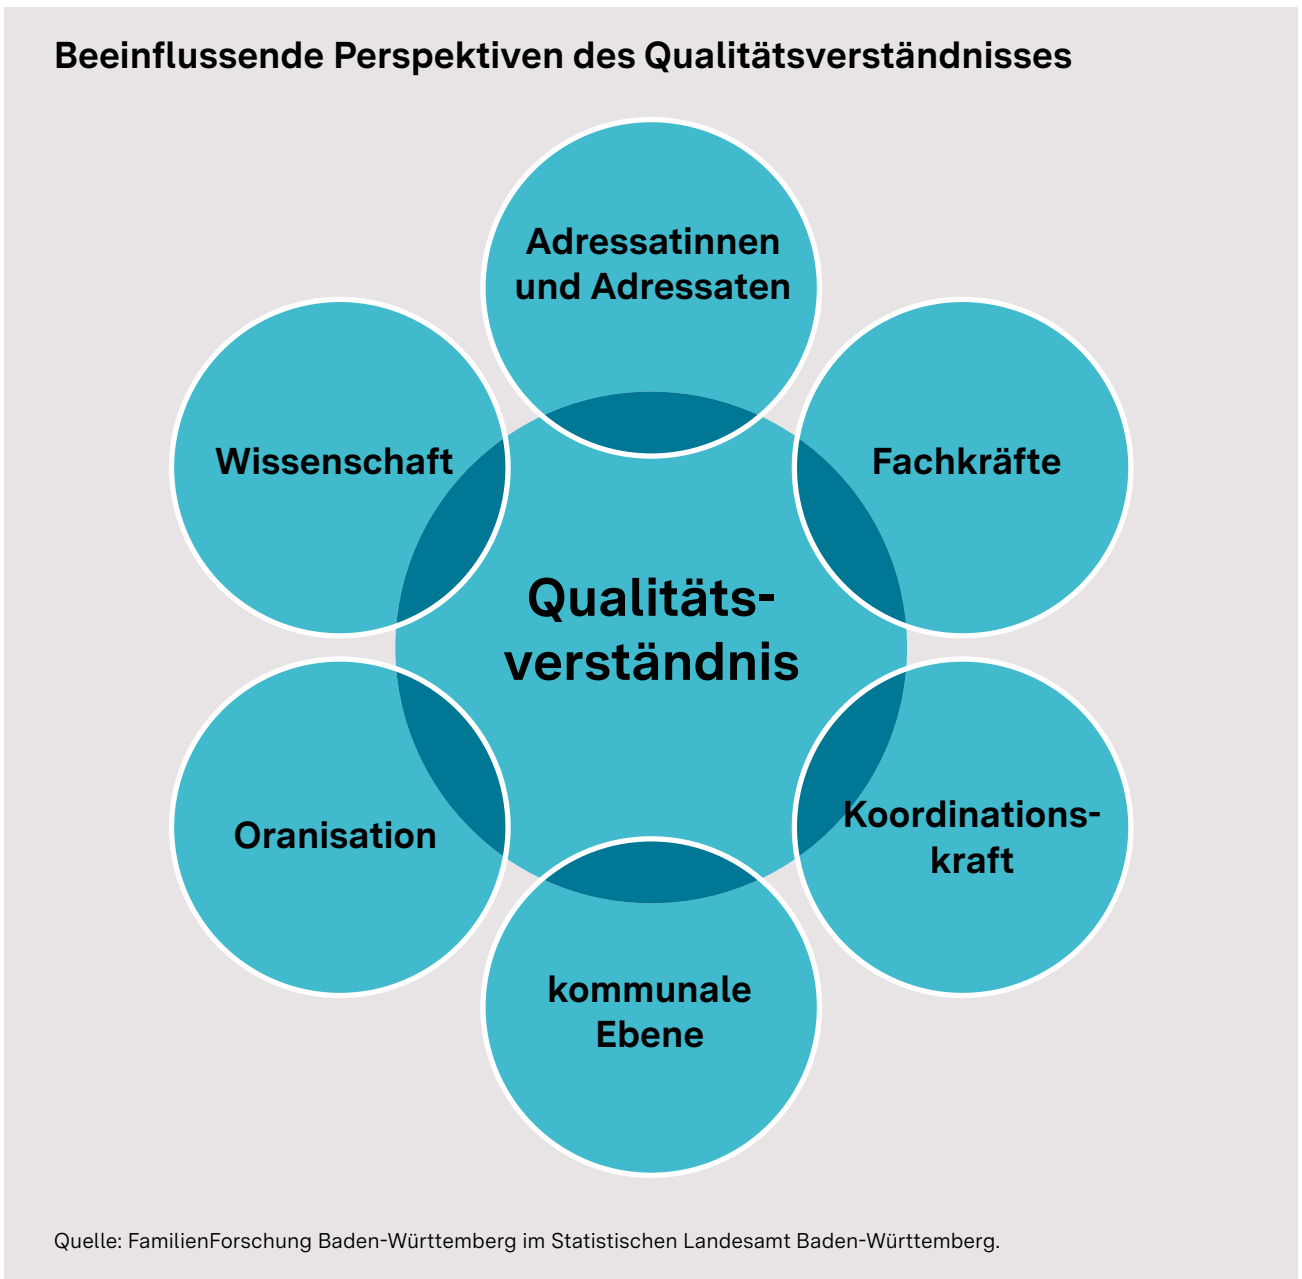 Beeinflussende Perspektiven des Qualitätsverständnisses
Adressatinnen
und Adressaten
Wissenschaft
Fachkräfte
Qualitäts-
verständnis
Oranisation
Koordinations-
kraft
kommunale
Ebene
Quelle: FamilienForschung Baden-Württemberg im Statistischen Landesamt Baden-Württemberg.